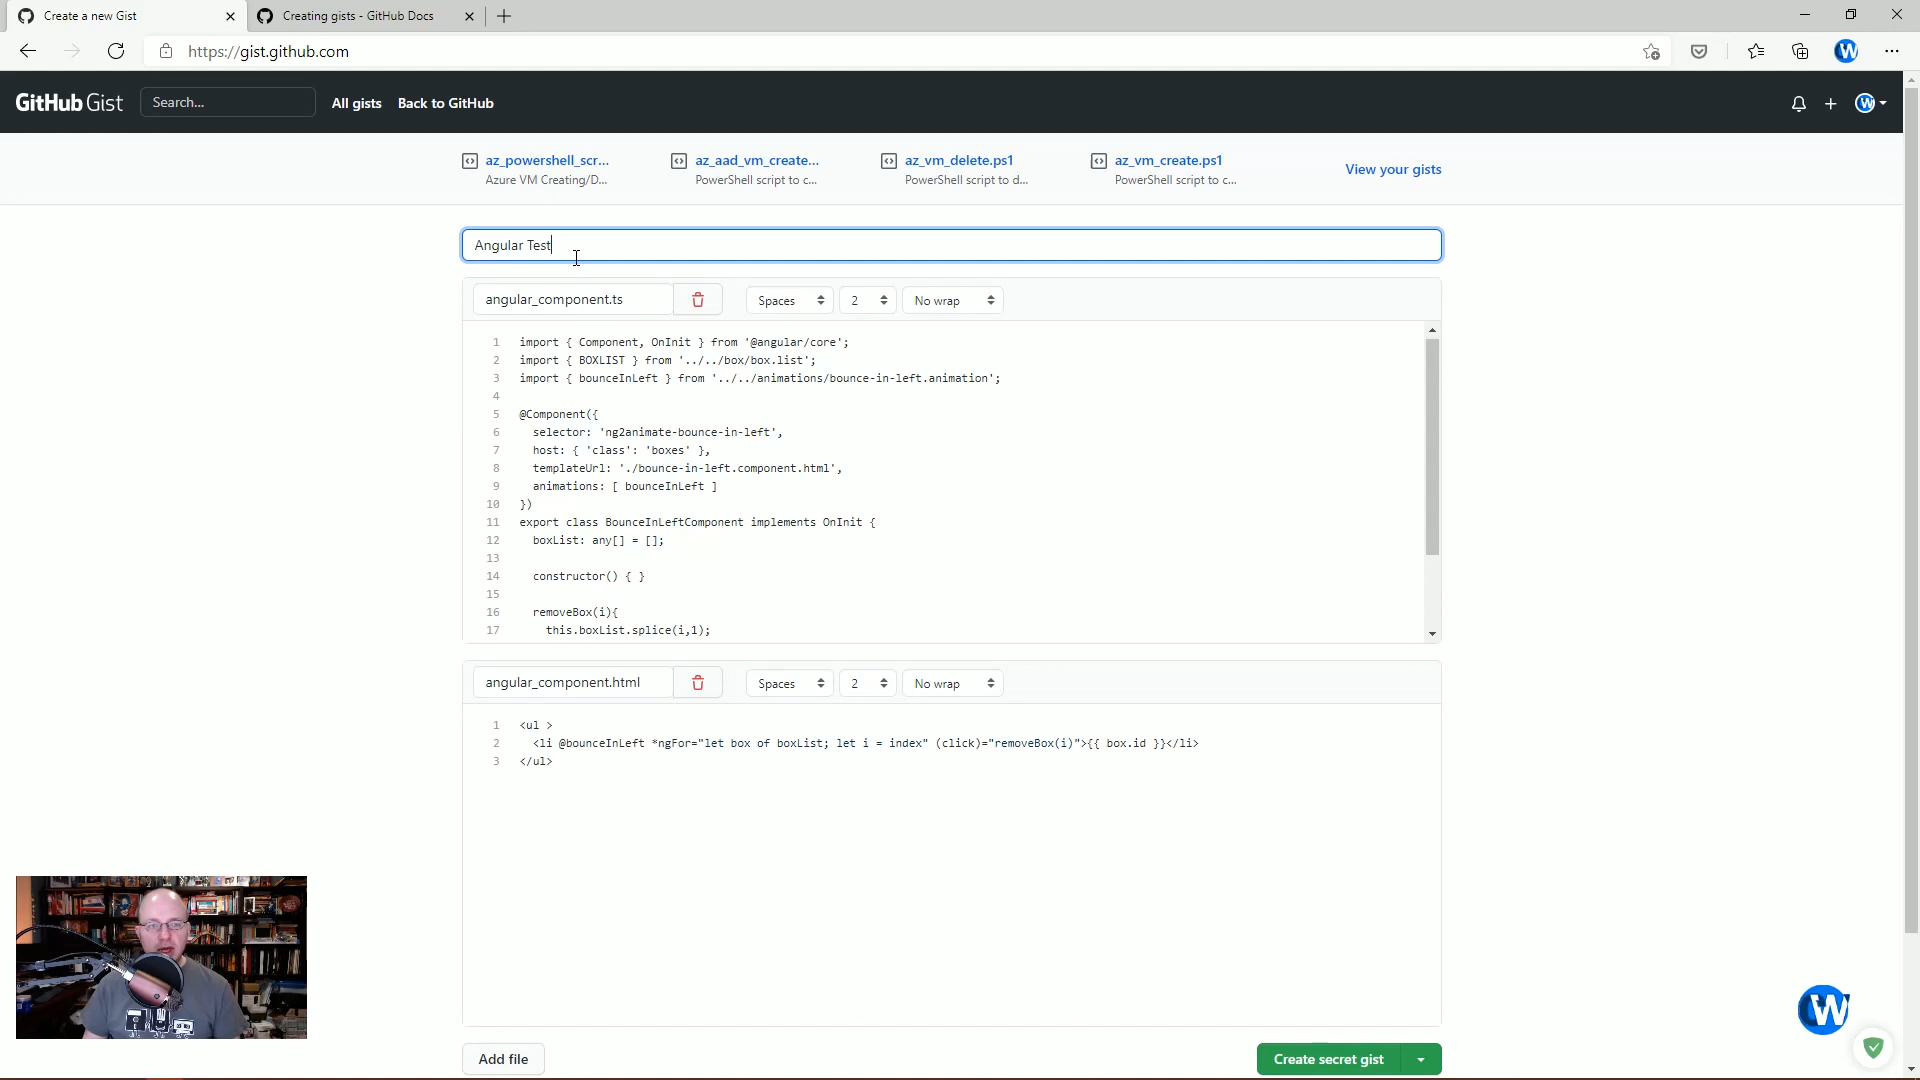 Create a new Gist
Creating gists - GitHub Docs
https://gist.github.com
W
GitHub Gist
Search...
All gists
Back to GitHub
W
az_powershell_scr...
Azure VM Creating/D...
az_aad_vm_create...
PowerShell script to c...
az_vm_delete.ps1
PowerShell script to d...
az_vm_create.ps1
PowerShell script to c...
View your gists
Angular Test
angular_component.ts
Spaces
2
No wrap
1 import { Component, OnInit } from '@angular/core';
2 import { BOXLIST } from '../../box/box.list';
3 import { bounceInLeft } from '../../animations/bounce-in-left.animation';
4
5 @Component({
6   selector: 'ng2animate-bounce-in-left',
7   host: { 'class': 'boxes' },
8   templateUrl: './bounce-in-left.component.html',
9   animations: [ bounceInLeft ]
10 })
11 export class BounceInLeftComponent implements OnInit {
12   boxList: any[] = [];
13
14   constructor() { }
15
16   removeBox(i){
17     this.boxList.splice(i,1);
angular_component.html
Spaces
2
No wrap
1 <ul >
2   <li @bounceInLeft *ngFor="let box of boxList; let i = index" (click)="removeBox(i)">{{ box.id }}</li>
3 </ul>
W
Add file
Create secret gist